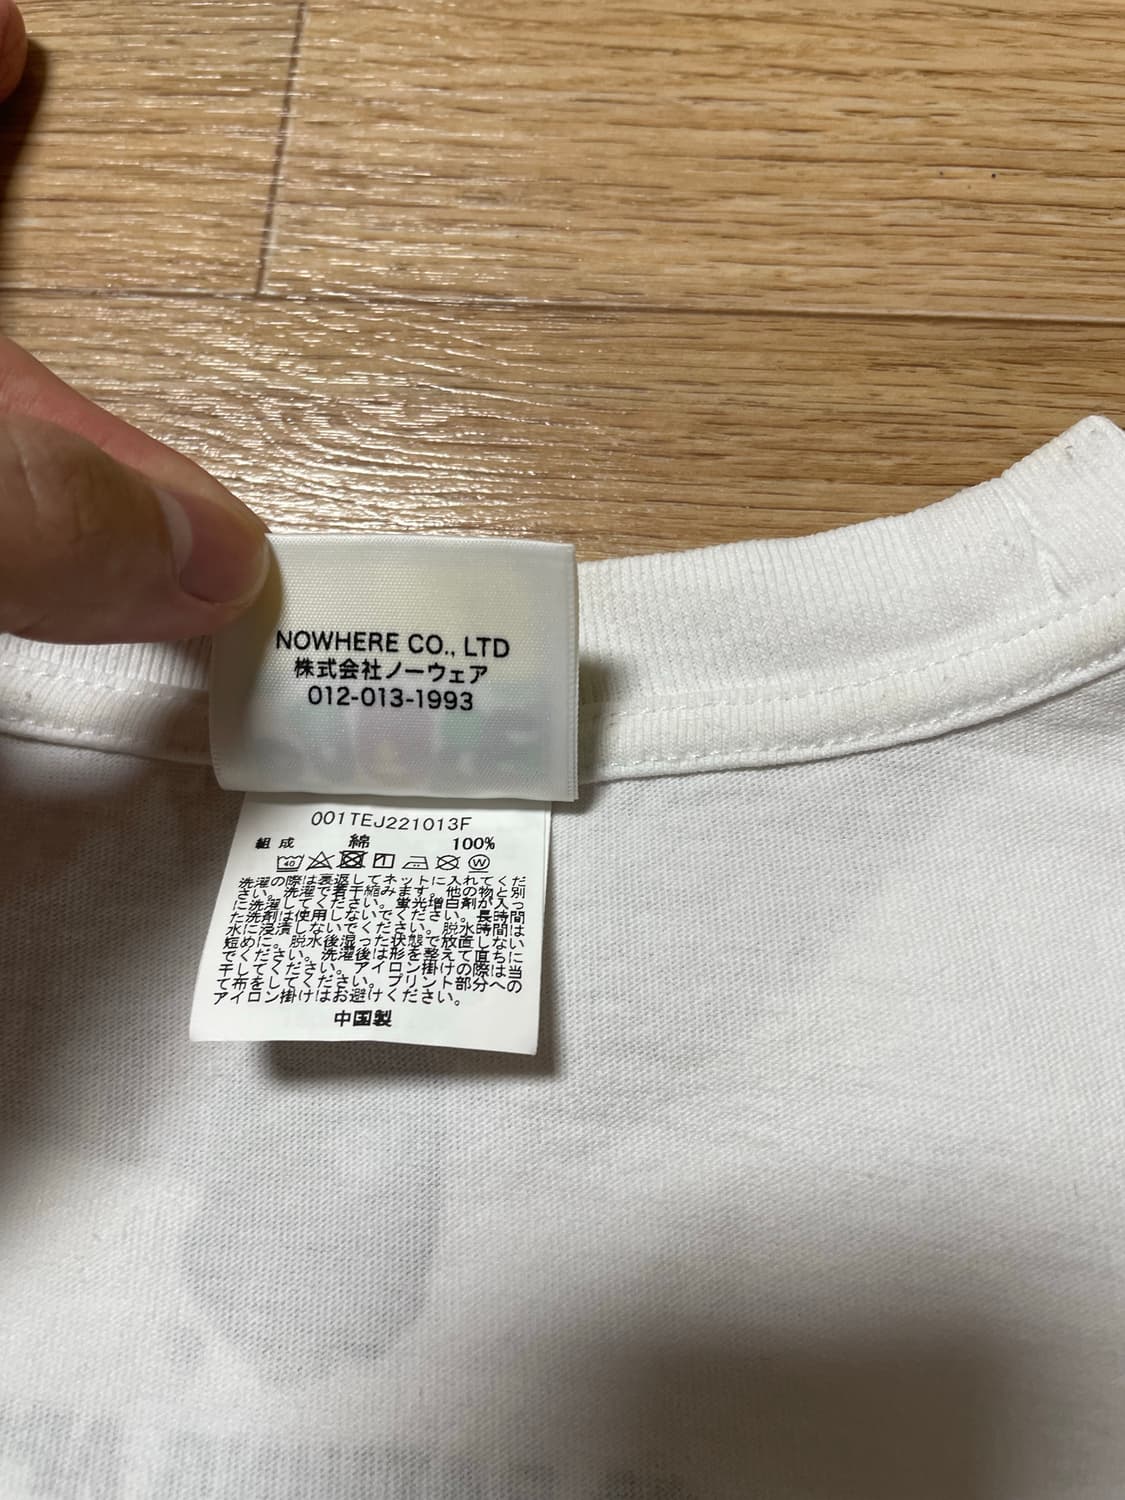 NOWHERE CO., LTD
株式会社ノーウェア
012-013-1993
001TEJ221013F
組成 綿 100%
40 W
洗濯の際は裏返してネットに入れてくだ
さい。洗濯で若干縮みます。他の物と別
に洗濯してください。蛍光増白剤が入っ
た洗剤は使用しないでください。長時間
水に浸漬しないでください。脱水時間は
短めに。脱水後湿った状態で放置しない
でください。洗濯後は形を整えて直ちに
干してください。アイロン掛けの際は当
て布をしてください。プリント部分への
アイロン掛けはお避けください。
中国製